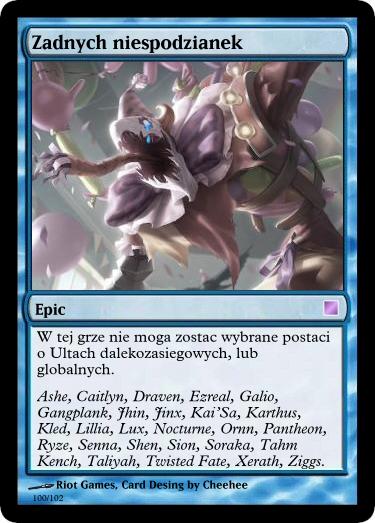 Zadnych niespodzianek
Epic
W tej grze nie moga zostac wybrane postaci
o Ultach dalekozasiegowych, lub
globalnych.
Ashe, Caitlyn, Draven, Ezreal, Galio,
Gangplank, Jhin, Jinx, Kai'Sa, Karthus,
Kled, Lillia, Lux, Nocturne, Ornn, Pantheon,
Ryze, Senna, Shen, Sion, Soraka, Tahm
Kench, Taliyah, Twisted Fate, Xerath, Ziggs.
Riot Games, Card Desing by Cheehee
100/102